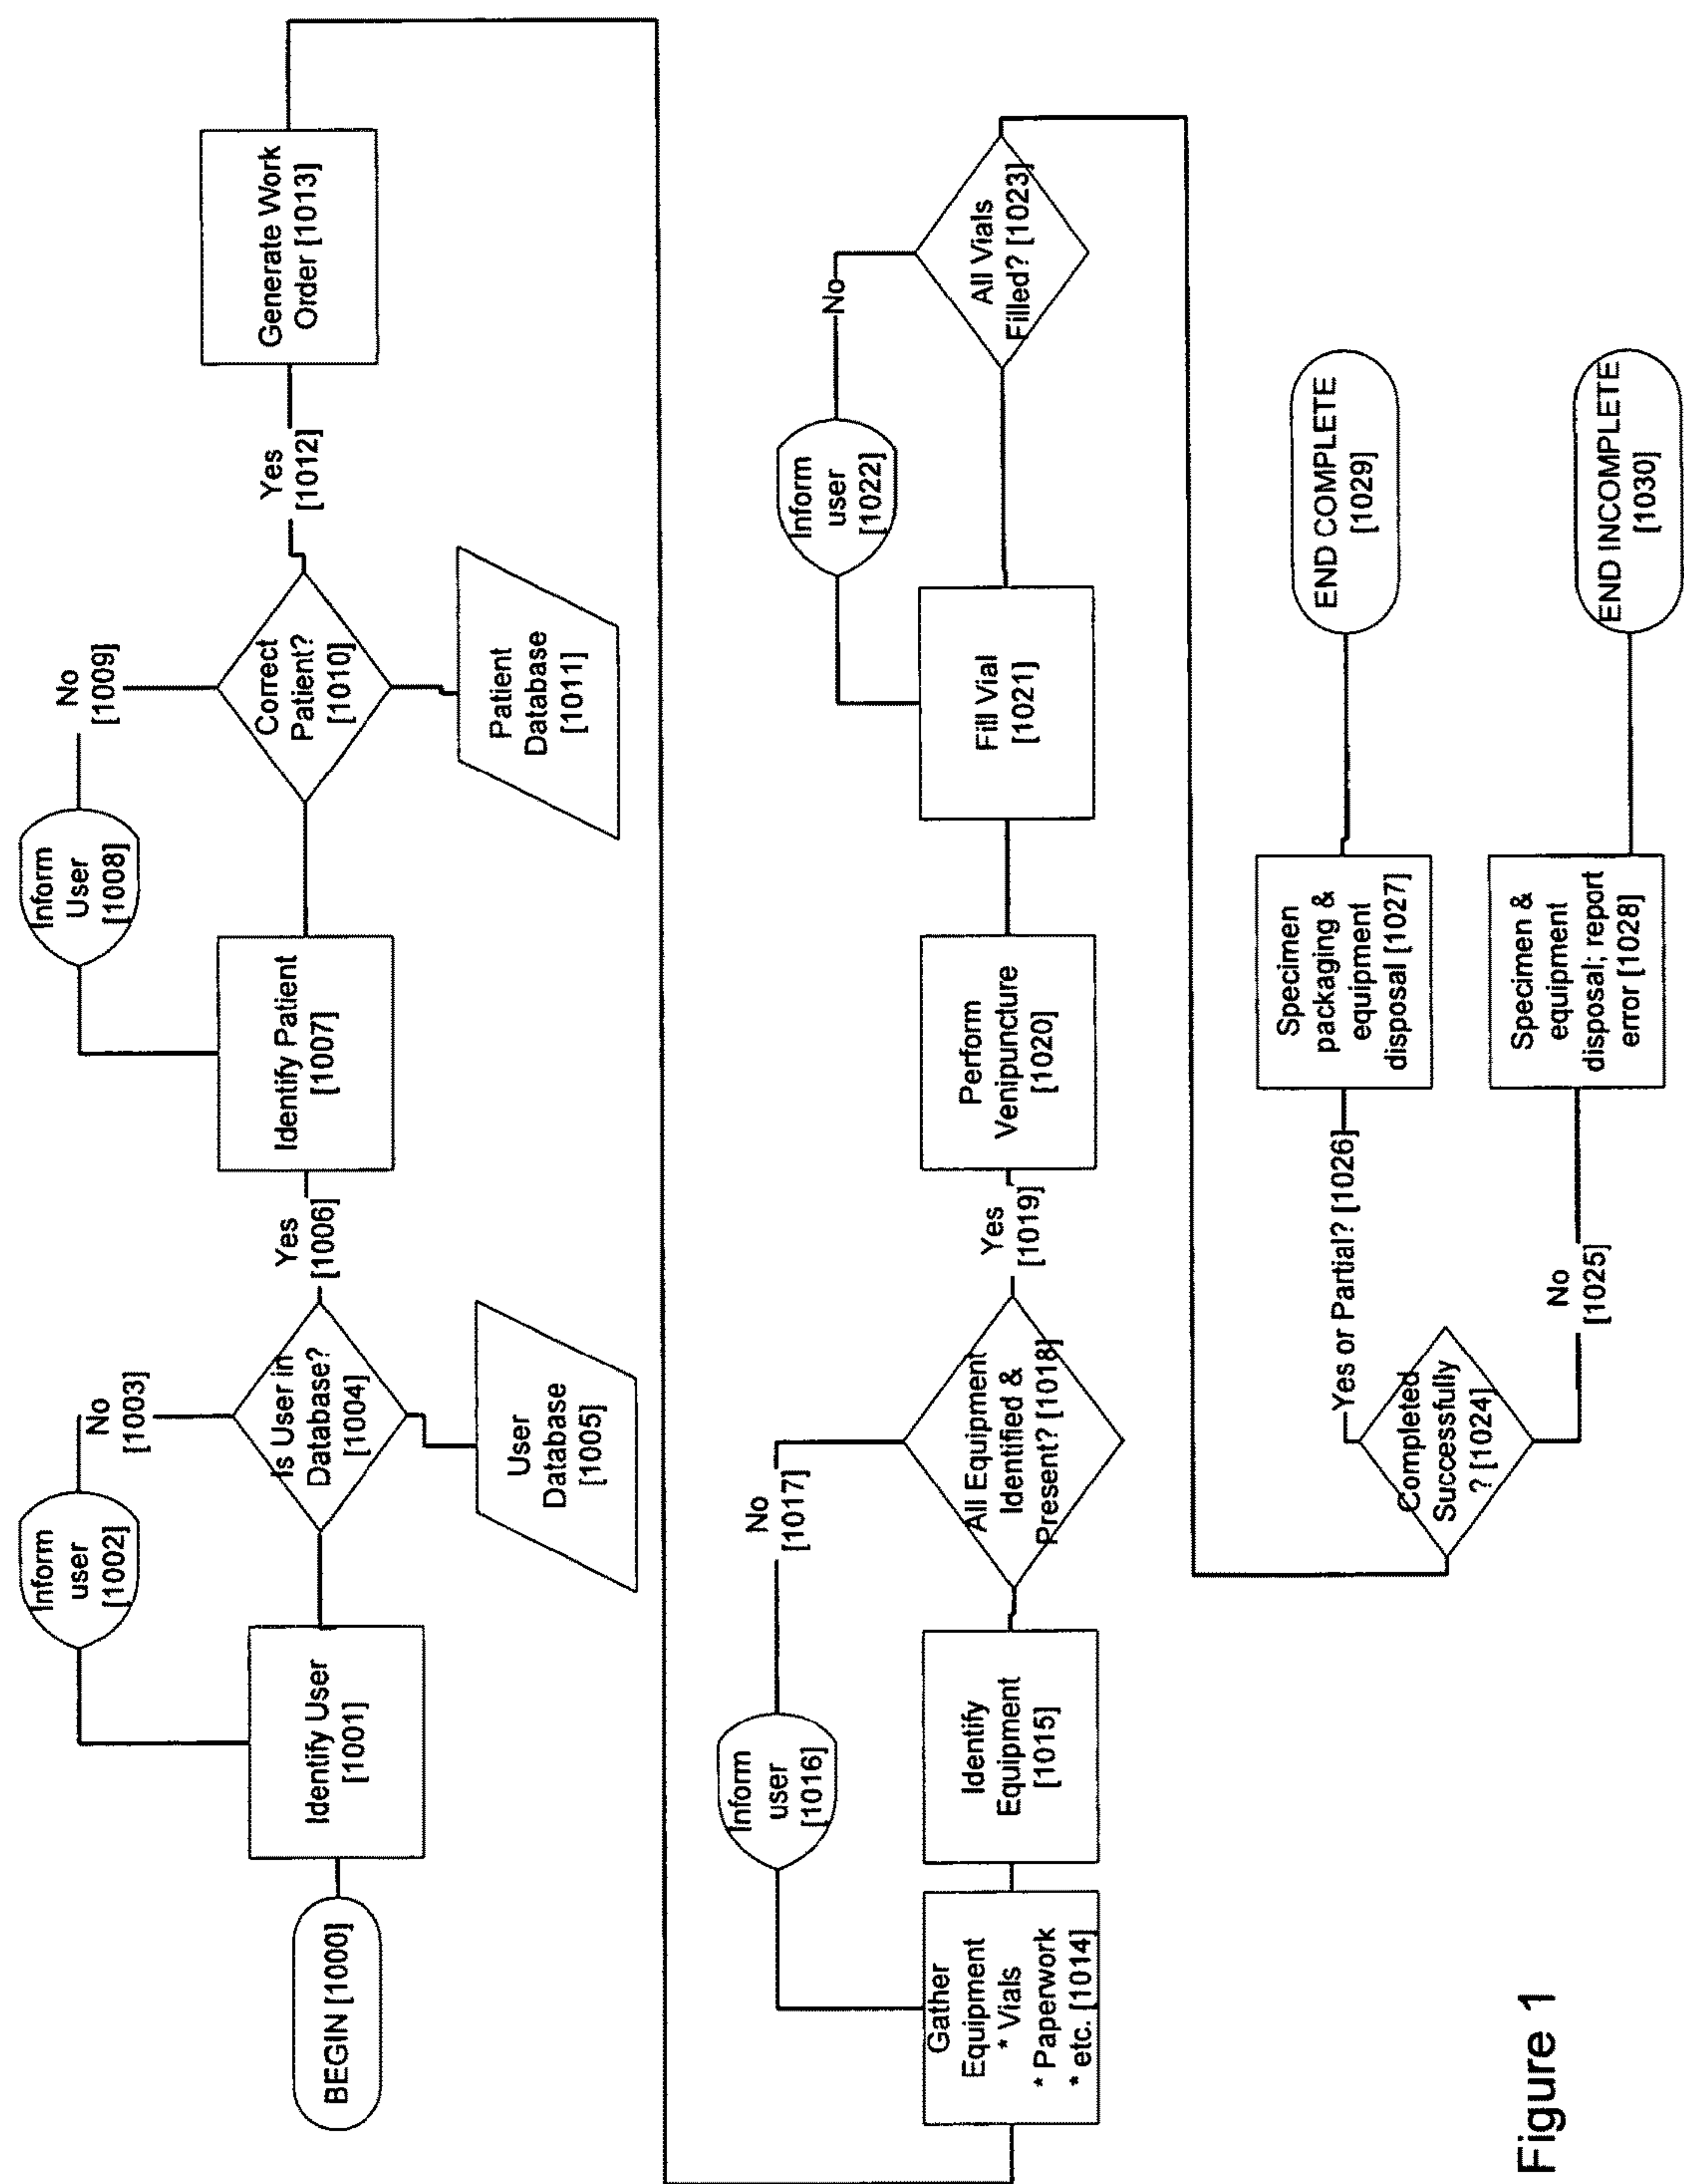 BEGIN [1000]
Identify User
[1001]
Inform
user
[1002]
No
[1003]
Is User in
Database?
[1004]
User
Database
[1005]
Yes
[1006]
Identify Patient
[1007]
Inform
User
[1008]
No
[1009]
Correct
Patient?
[1010]
Patient
Database
[1011]
Yes
[1012]
Generate Work
Order [1013]
Gather
Equipment
* Vials
* Paperwork
* etc. [1014]
Identify
Equipment
[1015]
Inform
user
[1016]
No
[1017]
All Equipment
Identified &
Present? [1018]
Yes
[1019]
Perform
Venipuncture
[1020]
Fill Vial
[1021]
Inform
user
[1022]
No
All Vials
Filled? [1023]
Completed
Successfully
? [1024]
No
[1025]
Yes or Partial? [1026]
Specimen
packaging &
equipment
disposal [1027]
Specimen &
equipment
disposal; report
error [1028]
END COMPLETE
[1029]
END INCOMPLETE
[1030]
Figure 1